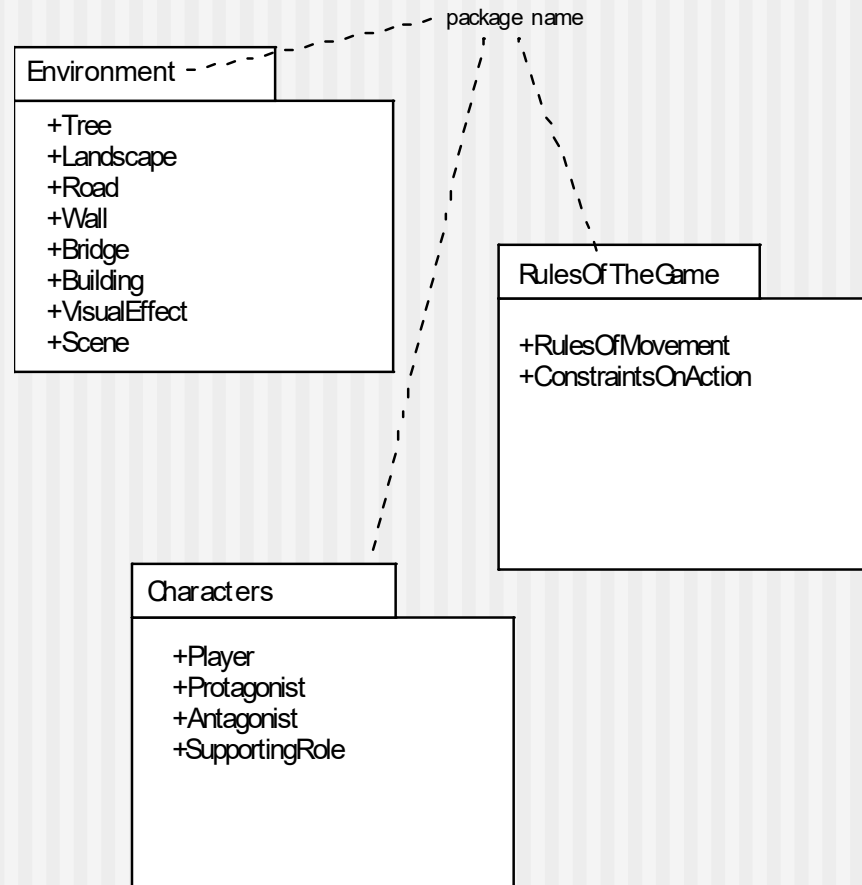 package name
Environment
+Tree
+Landscape
+Road
+Wall
+Bridge
+Building
+VisualEffect
+Scene
RulesOfTheGame
+RulesOfMovement
+ConstraintsOnAction
Characters
+Player
+Protagonist
+Antagonist
+SupportingRole